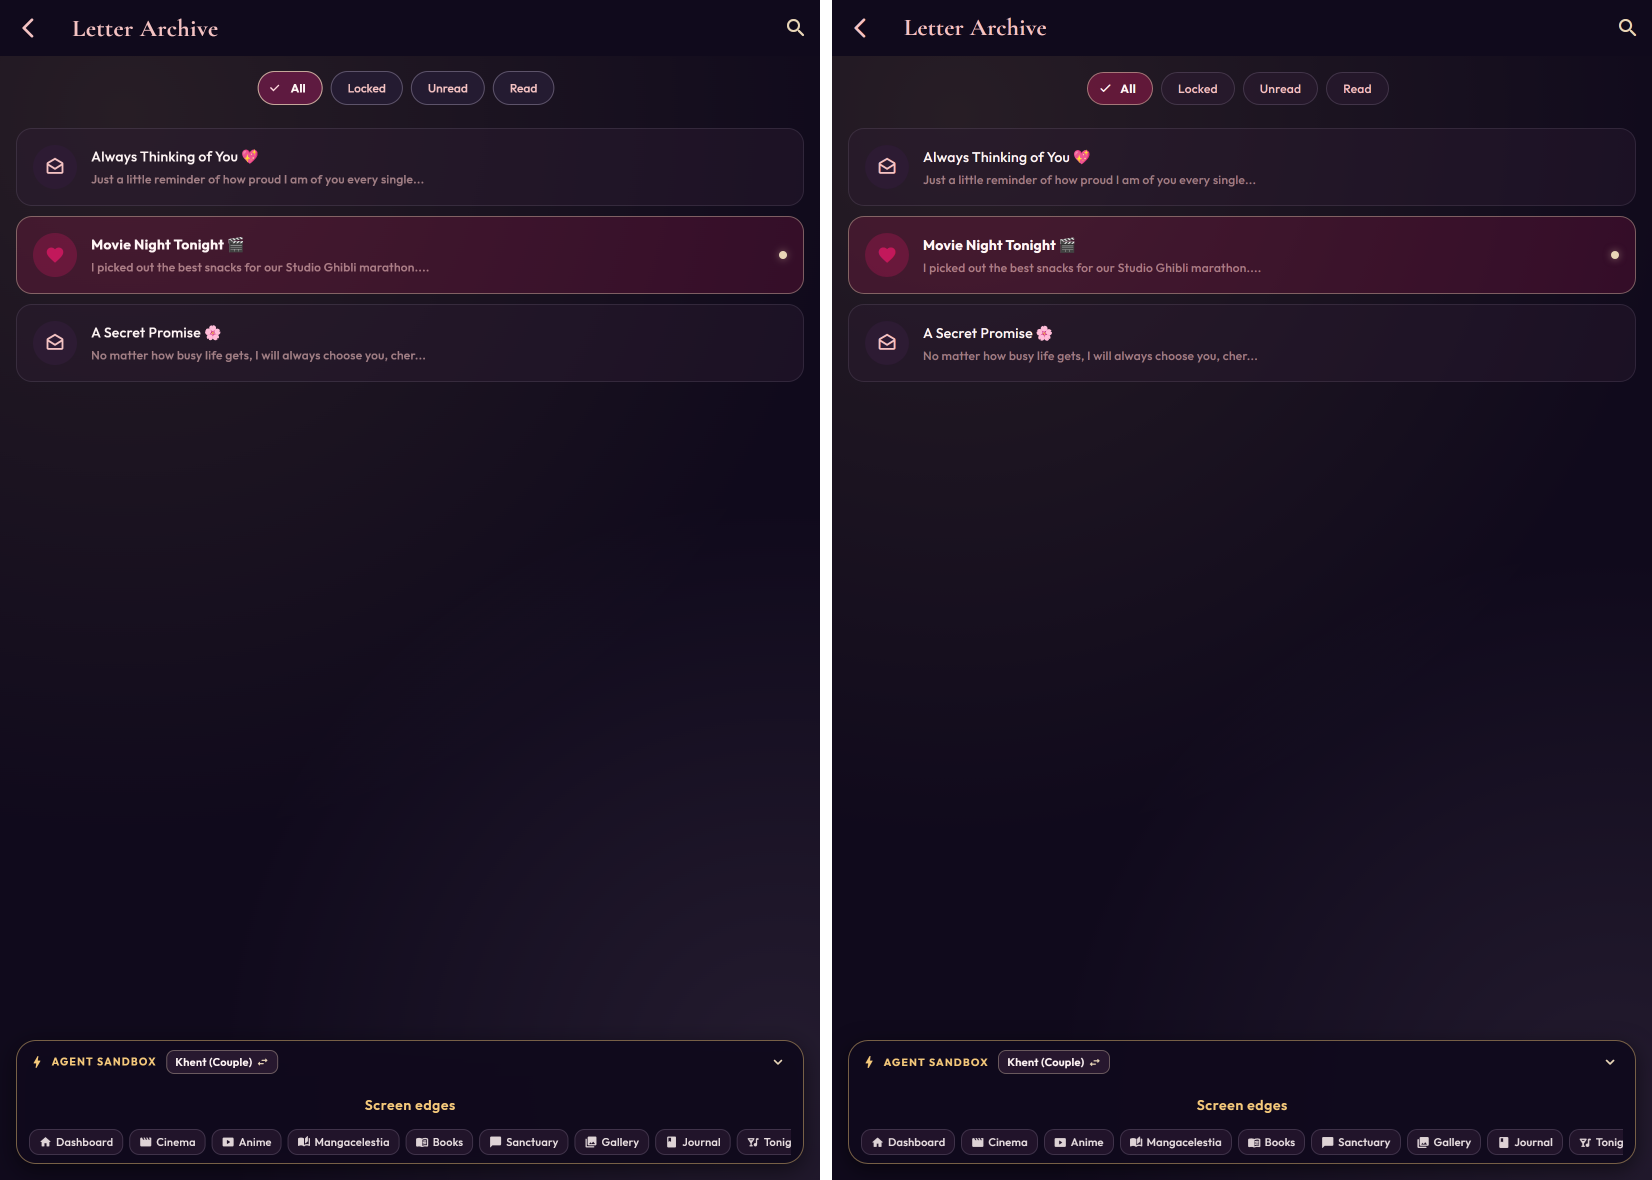 Letter Archive
All
Locked
Unread
Read
Always Thinking of You 💖
Just a little reminder of how proud I am of you every single...
Movie Night Tonight 🎬
I picked out the best snacks for our Studio Ghibli marathon....
A Secret Promise 🌸
No matter how busy life gets, I will always choose you, cher...
AGENT SANDBOX
Khent (Couple)
Screen edges
Dashboard
Cinema
Anime
Mangacelestia
Books
Sanctuary
Gallery
Journal
Tonig
Letter Archive
All
Locked
Unread
Read
Always Thinking of You 💖
Just a little reminder of how proud I am of you every single...
Movie Night Tonight 🎬
I picked out the best snacks for our Studio Ghibli marathon....
A Secret Promise 🌸
No matter how busy life gets, I will always choose you, cher...
AGENT SANDBOX
Khent (Couple)
Screen edges
Dashboard
Cinema
Anime
Mangacelestia
Books
Sanctuary
Gallery
Journal
Tonig